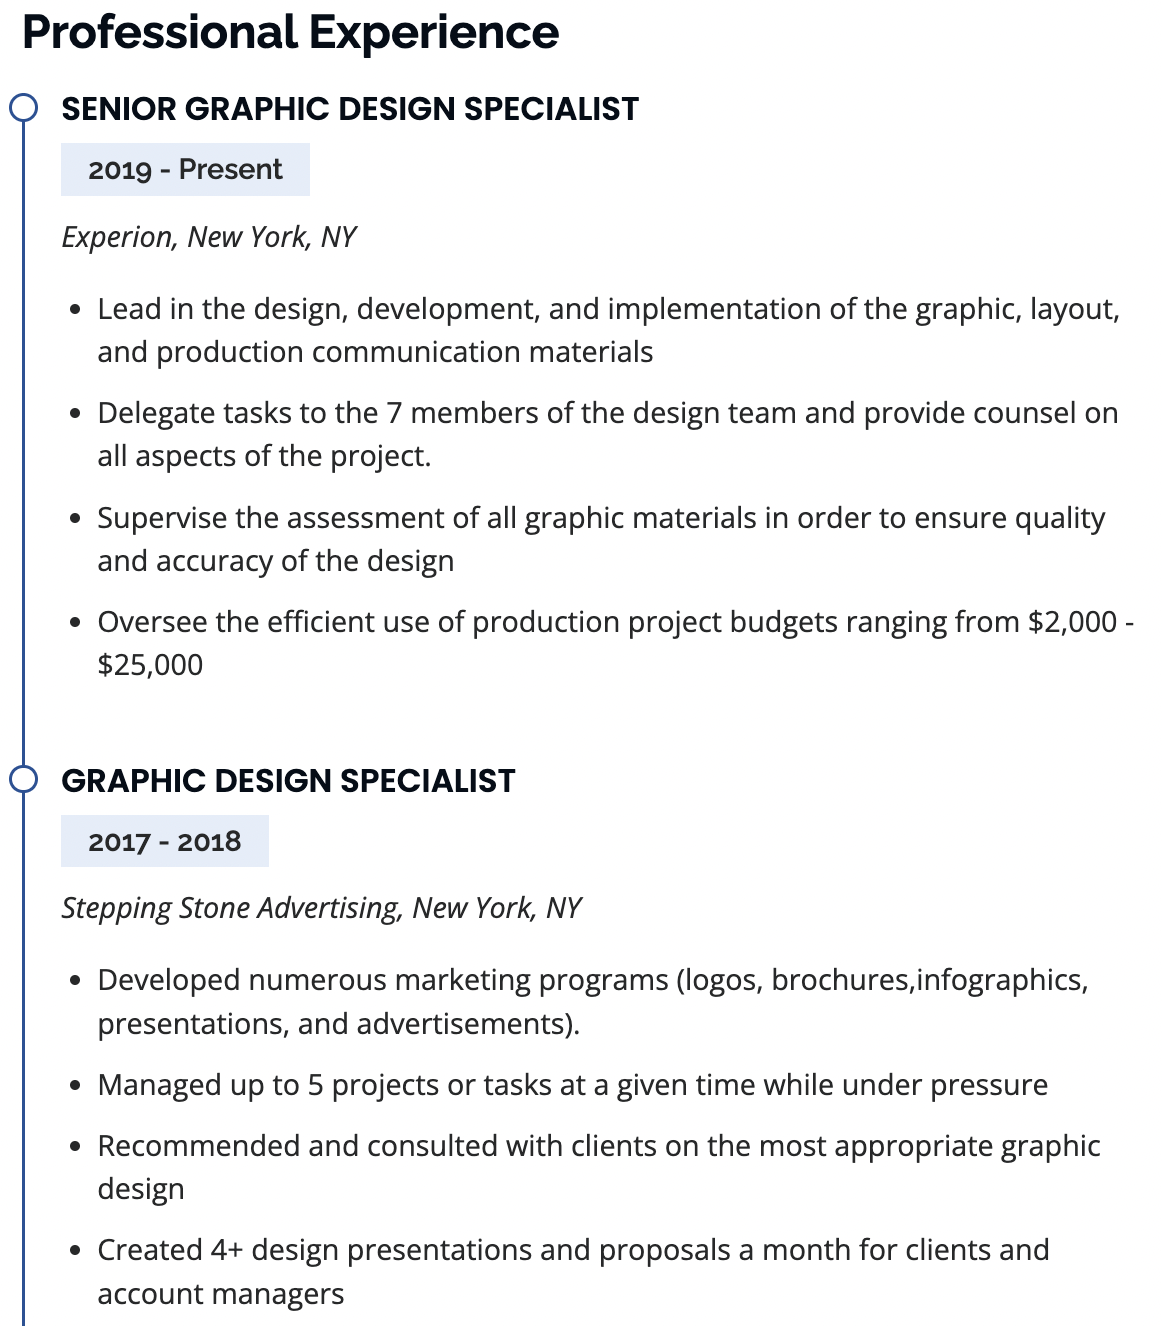 Professional Experience
SENIOR GRAPHIC DESIGN SPECIALIST
2019 - Present
Experion, New York, NY
• Lead in the design, development, and implementation of the graphic, layout,
and production communication materials
• Delegate tasks to the 7 members of the design team and provide counsel on
all aspects of the project.
• Supervise the assessment of all graphic materials in order to ensure quality
and accuracy of the design
• Oversee the efficient use of production project budgets ranging from $2,000 -
$25,000
GRAPHIC DESIGN SPECIALIST
2017 - 2018
Stepping Stone Advertising, New York, NY
• Developed numerous marketing programs (logos, brochures,infographics,
presentations, and advertisements).
• Managed up to 5 projects or tasks at a given time while under pressure
• Recommended and consulted with clients on the most appropriate graphic
design
• Created 4+ design presentations and proposals a month for clients and
account managers